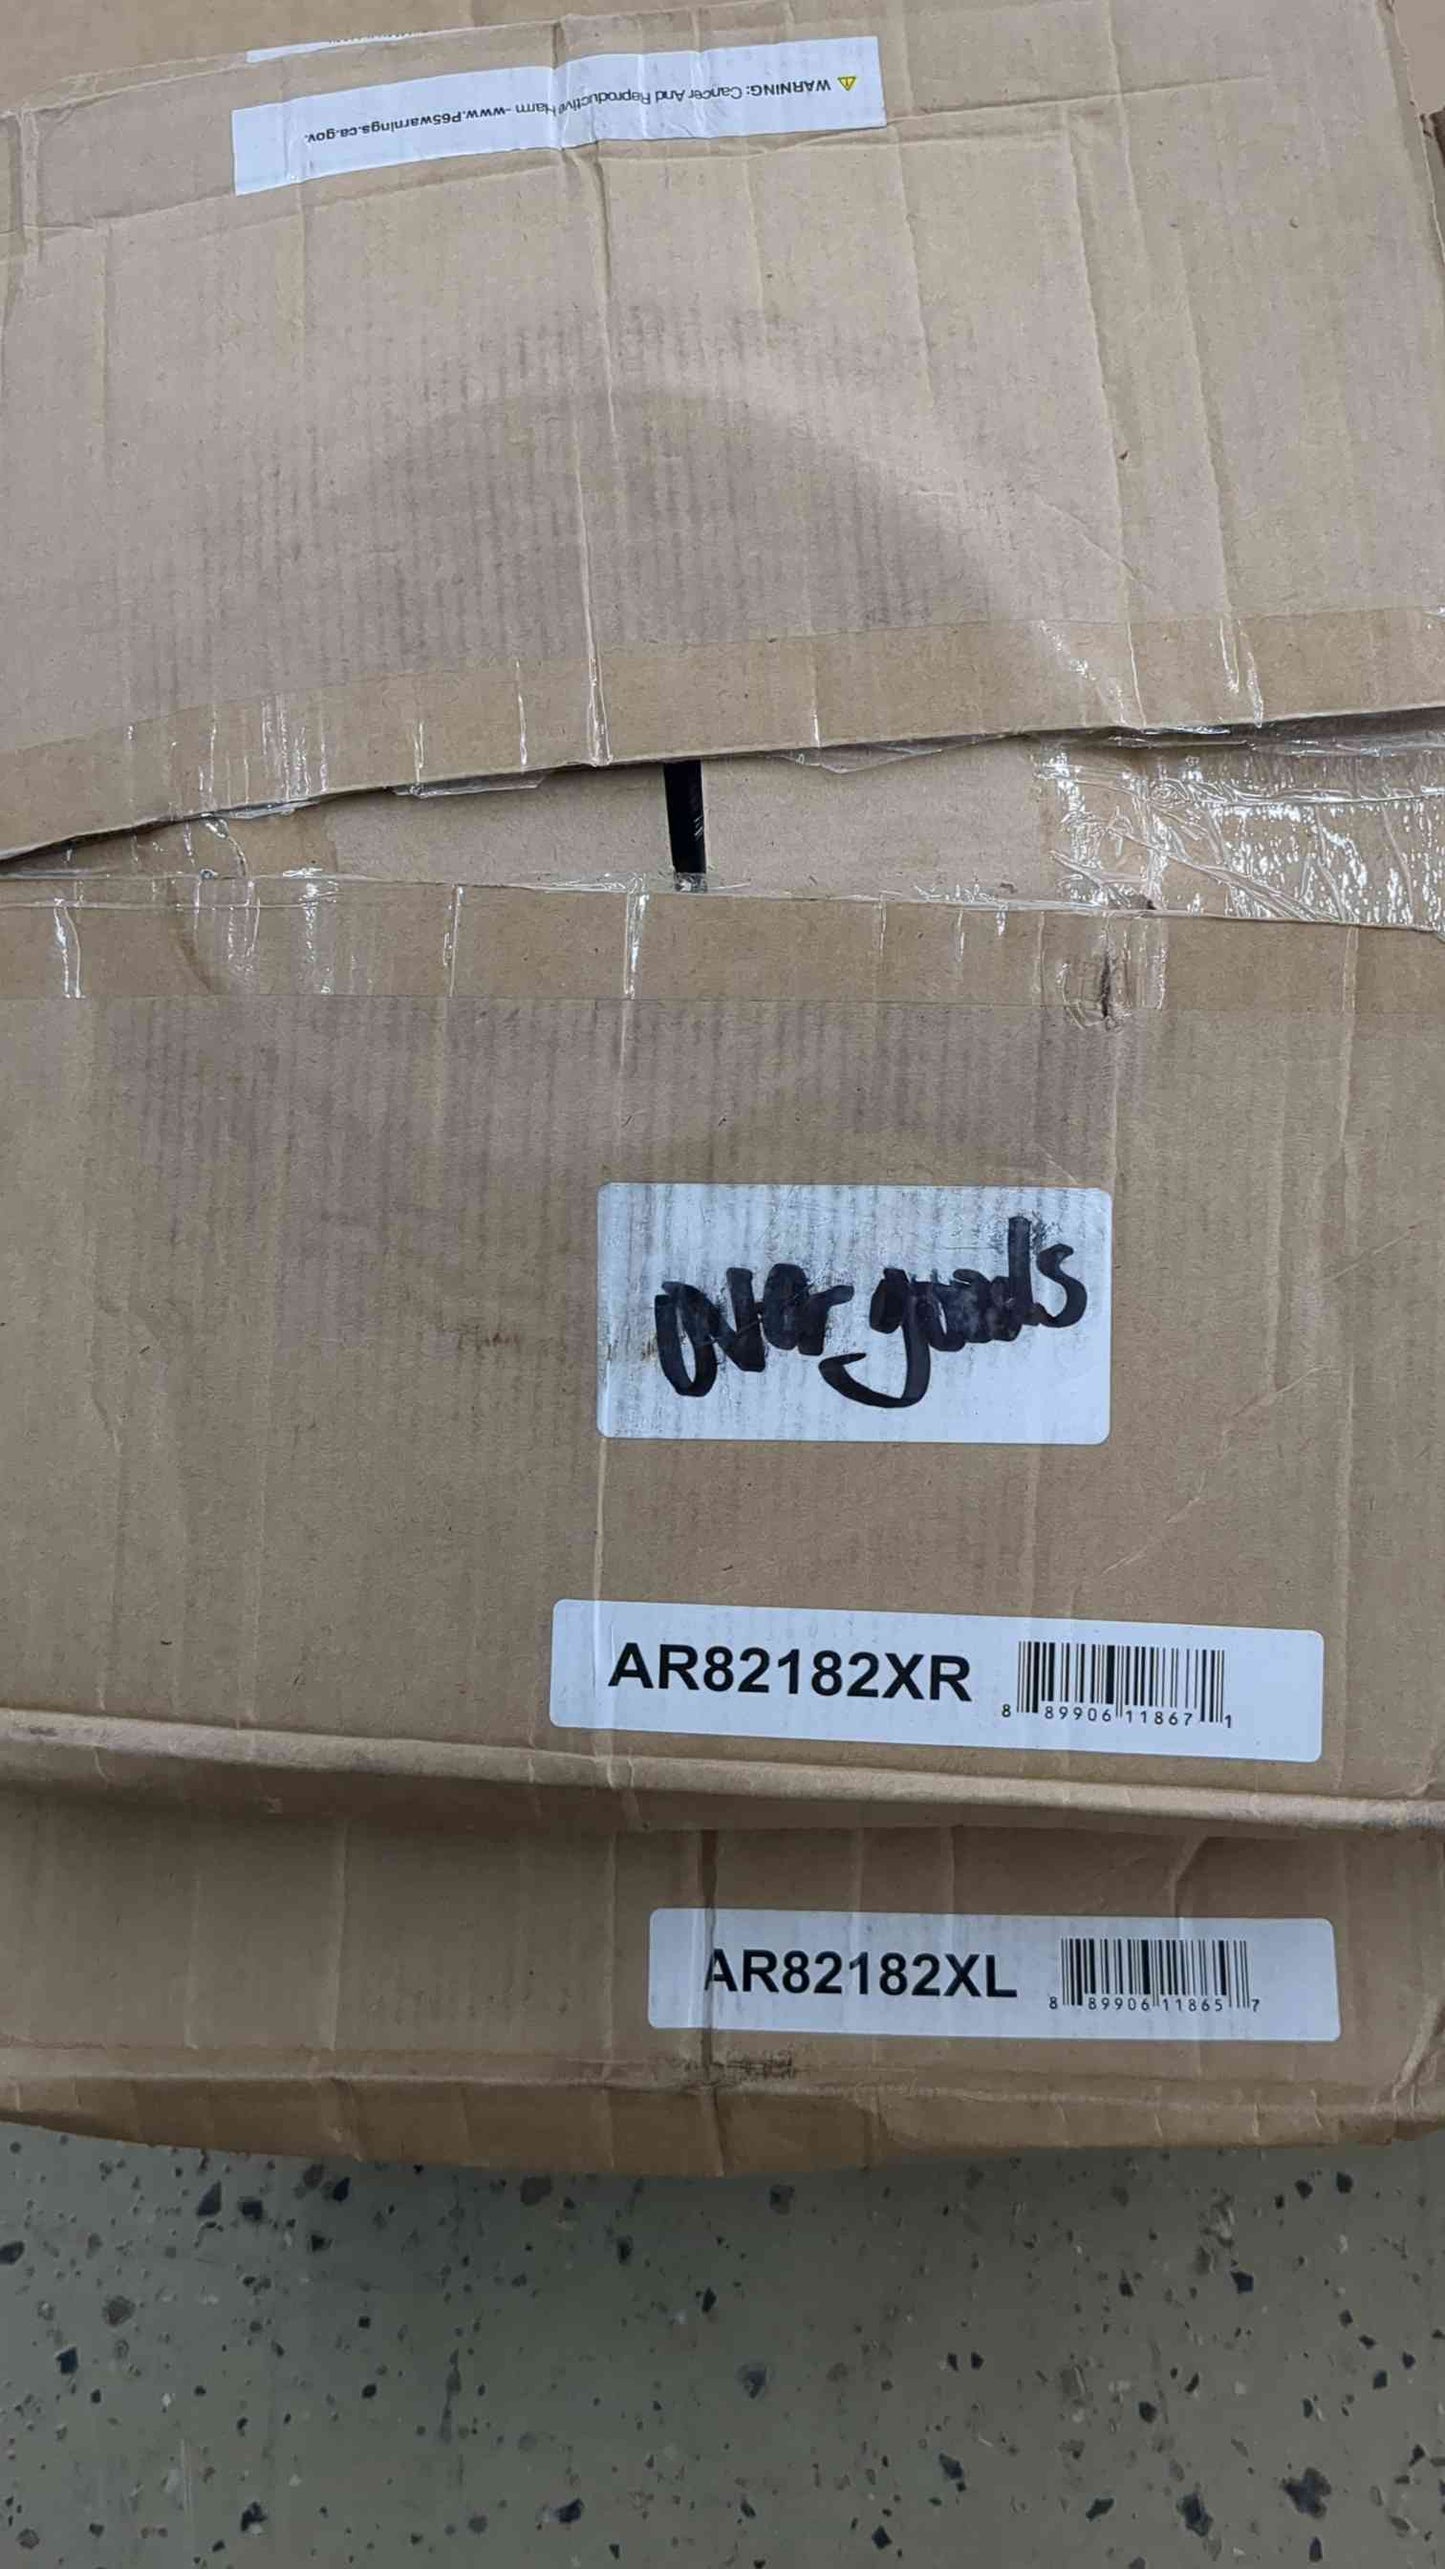 ⚠ WARNING: Cancer And Reproductive Harm -www.P65warnings.ca.gov.
over goods
AR82182XR
8 89906 11867 1
AR82182XL
8 89906 11865 7